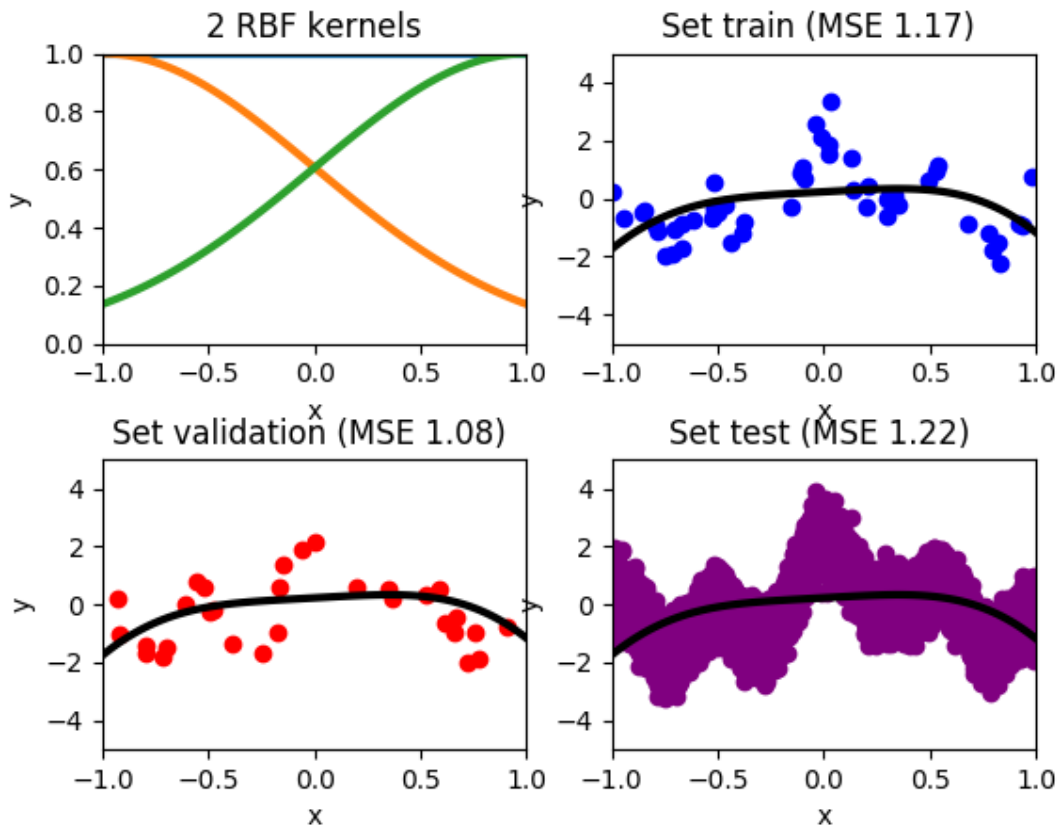 2 RBF kernels
1.0
0.8
0.6
0.4
0.2
0.0
y
−1.0 −0.5 0.0 0.5 1.0
x
Set train (MSE 1.17)
4
2
0
−2
−4
y
−1.0 −0.5 0.0 0.5 1.0
x
Set validation (MSE 1.08)
4
2
0
−2
−4
y
−1.0 −0.5 0.0 0.5 1.0
x
Set test (MSE 1.22)
4
2
0
−2
−4
y
−1.0 −0.5 0.0 0.5 1.0
x